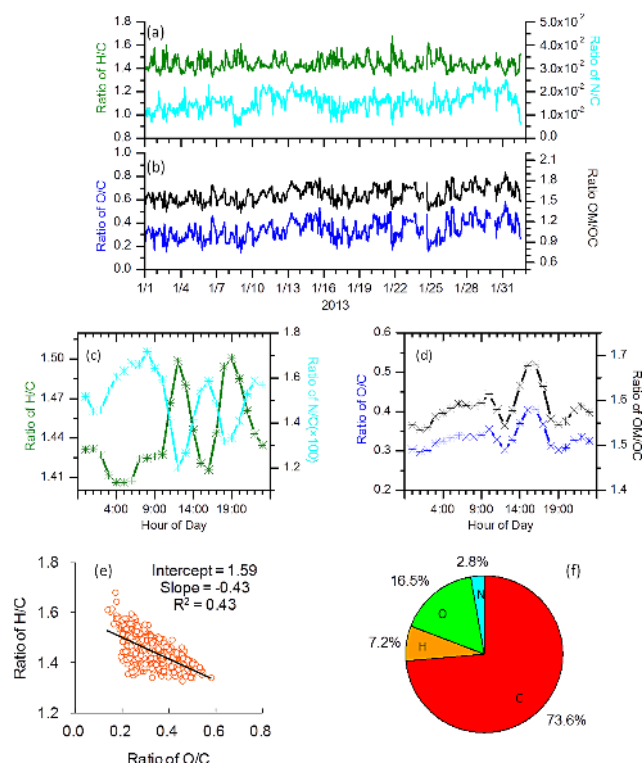 (a)
1.8
1.6
1.4
1.2
1.0
0.8
Ratio of H/C
5.0x10⁻²
4.0x10⁻²
3.0x10⁻²
2.0x10⁻²
1.0x10⁻²
0.0
Ratio of N/C
(b)
1.0
0.8
0.6
0.4
0.2
0.0
Ratio of O/C
2.1
1.8
1.5
1.2
0.9
0.6
Ratio OM/OC
1/1 1/4 1/7 1/10 1/13 1/16 1/19 1/22 1/25 1/28 1/31
2013
(c)
1.50
1.47
1.44
1.41
Ratio of H/C
1.8
1.7
1.6
1.4
1.2
Ratio of N/C(×100)
4:00 9:00 14:00 19:00
Hour of Day
(d)
0.6
0.5
0.4
0.3
0.2
Ratio of O/C
1.7
1.6
1.5
1.4
Ratio of OM/OC
4:00 9:00 14:00 19:00
Hour of Day
(e)
Intercept = 1.59
Slope = -0.43
R² = 0.43
1.8
1.6
1.4
1.2
Ratio of H/C
0.0 0.2 0.4 0.6 0.8
Ratio of O/C
(f)
2.8%
16.5%
7.2%
73.6%
N
O
H
C